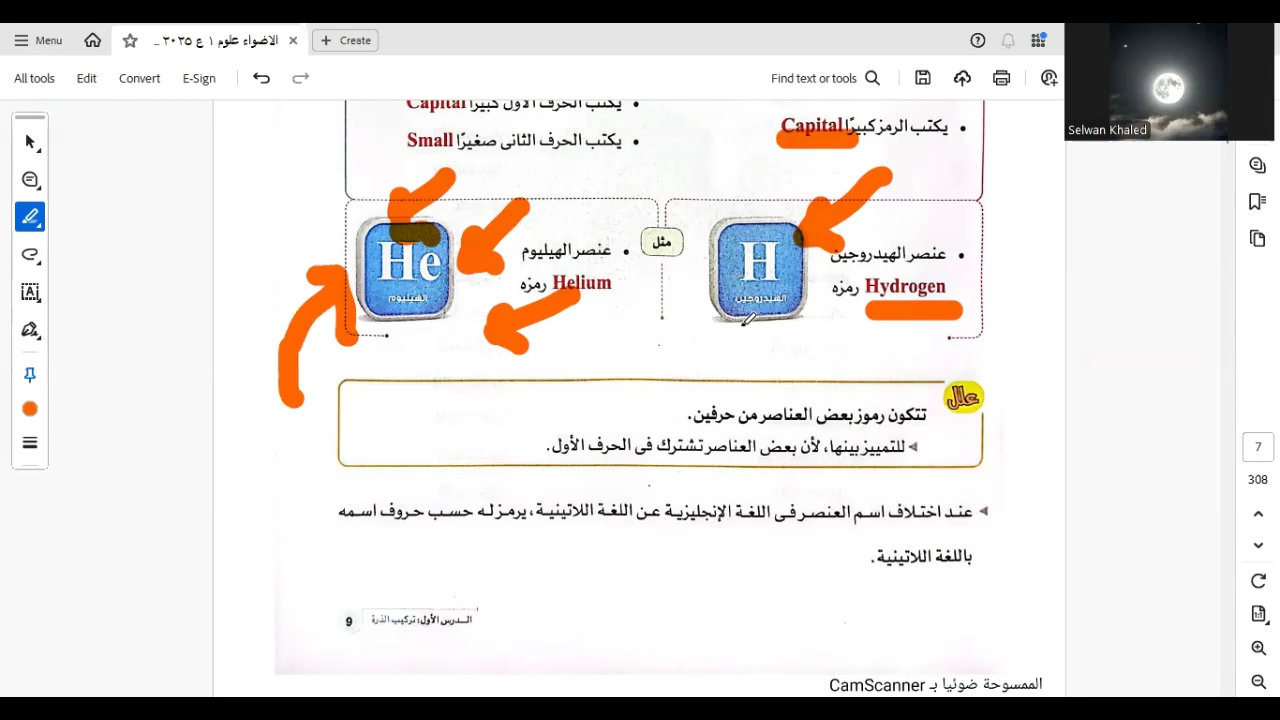 Menu
الاضواء علوم ١ ع ٢٠٢٥ ...
Create
All tools
Edit
Convert
E-Sign
Find text or tools
Selwan Khaled
يكتب الرمز كبيرًا Capital
يكتب الحرف الأول كبيرًا Capital
يكتب الحرف الثانى صغيرًا Small
مثل
عنصر الهيدروجين
Hydrogen رمزه
H
الهيدروجين
عنصر الهيليوم
Helium رمزه
He
الهيليوم
علل
تتكون رموز بعض العناصر من حرفين.
للتمييز بينها، لأن بعض العناصر تشترك فى الحرف الأول.
عند اختلاف اسم العنصر فى اللغة الإنجليزية عن اللغة اللاتينية، يرمز له حسب حروف اسمه
باللغة اللاتينية.
الدرس الأول: تركيب الذرة
9
الممسوحة ضوئيا بـ CamScanner
7
308